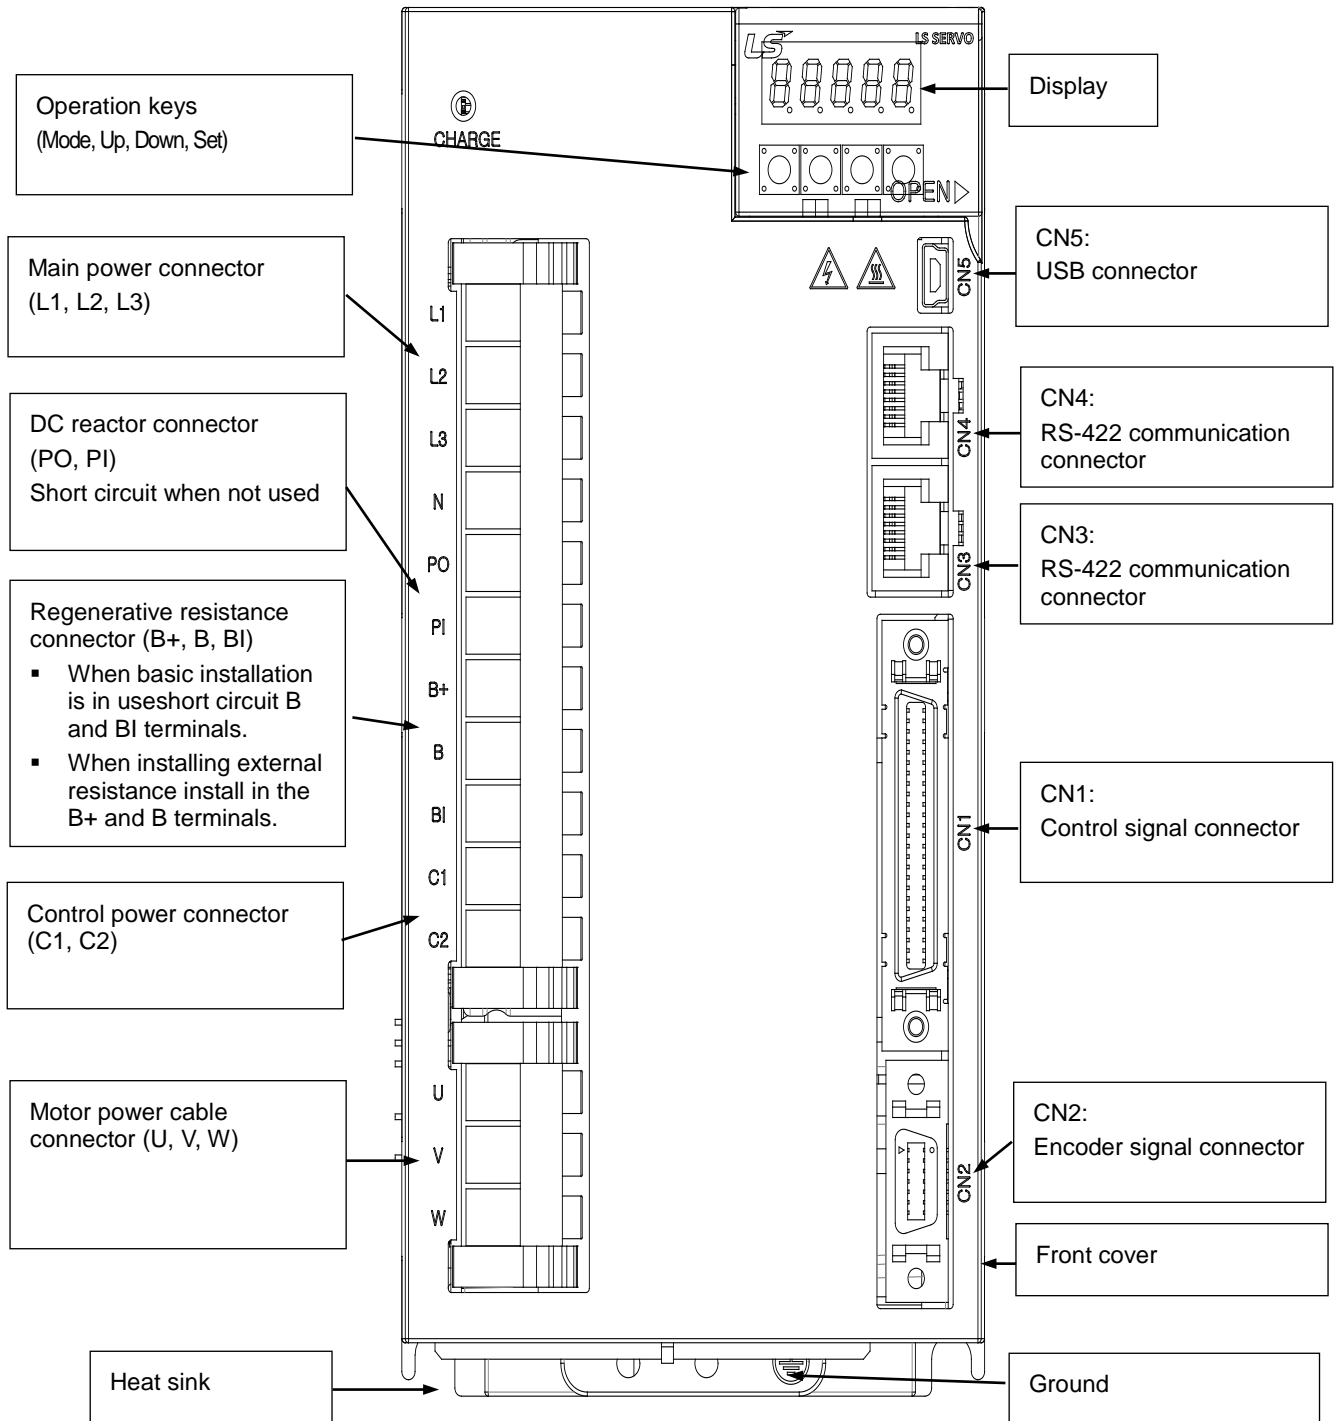 LS
LS SERVO
88888
CHARGE
OPEN
Operation keys
(Mode, Up, Down, Set)
Main power connector
(L1, L2, L3)
DC reactor connector
(PO, PI)
Short circuit when not used
Regenerative resistance
connector (B+, B, BI)
▪ When basic installation
is in useshort circuit B
and BI terminals.
▪ When installing external
resistance install in the
B+ and B terminals.
Control power connector
(C1, C2)
Motor power cable
connector (U, V, W)
Heat sink
L1
L2
L3
N
PO
PI
B+
B
BI
C1
C2
U
V
W
CN5
CN4
CN3
CN1
CN2
Display
CN5:
USB connector
CN4:
RS-422 communication
connector
CN3:
RS-422 communication
connector
CN1:
Control signal connector
CN2:
Encoder signal connector
Front cover
Ground